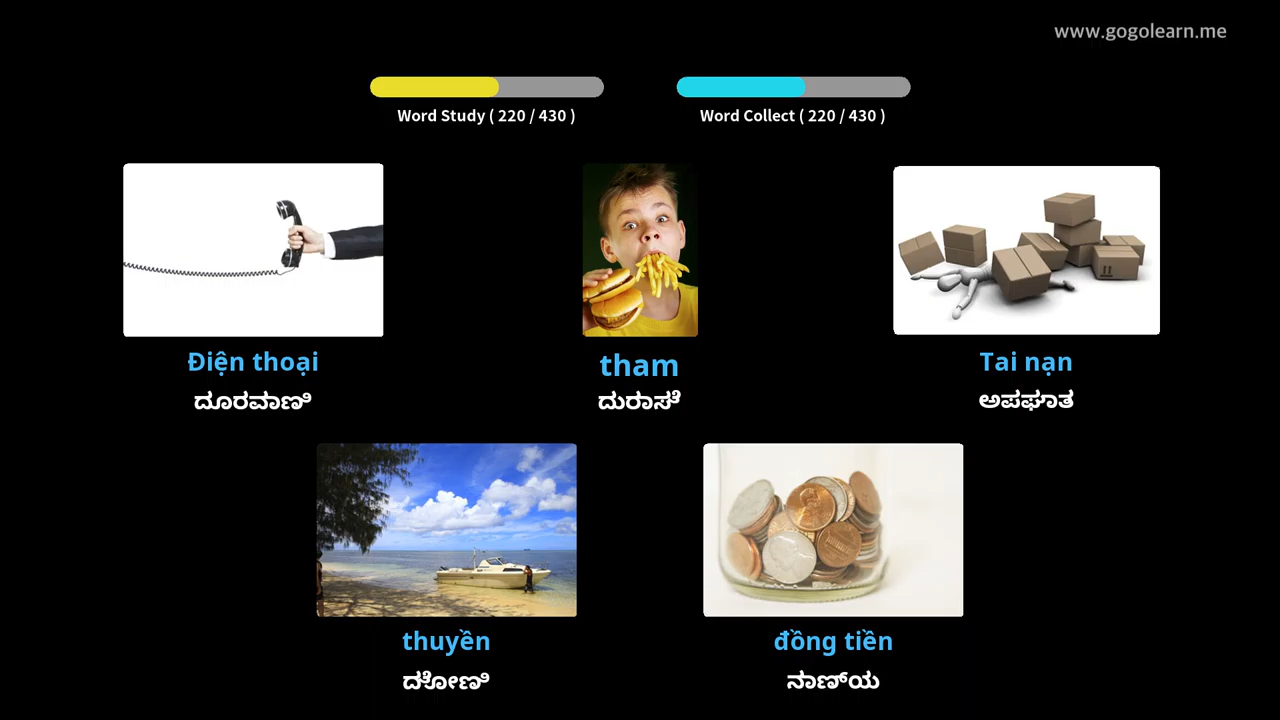 www.gogolearn.me
Word Study ( 220 / 430 )
Word Collect ( 220 / 430 )
Điện thoại
ದೂರವಾಣಿ
tham
ದುರಾಸೆ
Tai nạn
ಅಪಘಾತ
thuyền
ದೋಣಿ
đồng tiền
ನಾಣ್ಯ